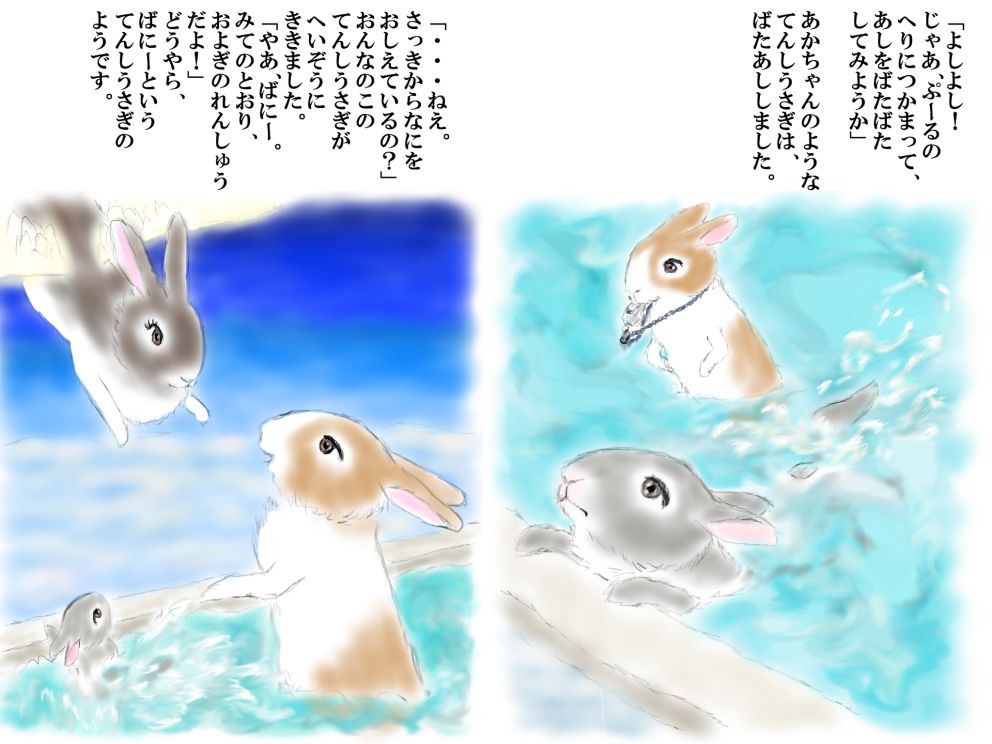 「よしよし！
じゃあ、ぷーるの
へりにつかまって、
あしをばたばた
してみようか」
あかちゃんのような
てんしうさぎは、
ばたあししました。
「・・・ねえ。
さっきからなにを
おしえているの？」
おんなのこの
てんしうさぎが
へいぞうに
ききました。
「やあ、ばにー。
みてのとおり、
およぎのれんしゅう
だよ！」
どうやら、
ばにーという
てんしうさぎの
ようです。